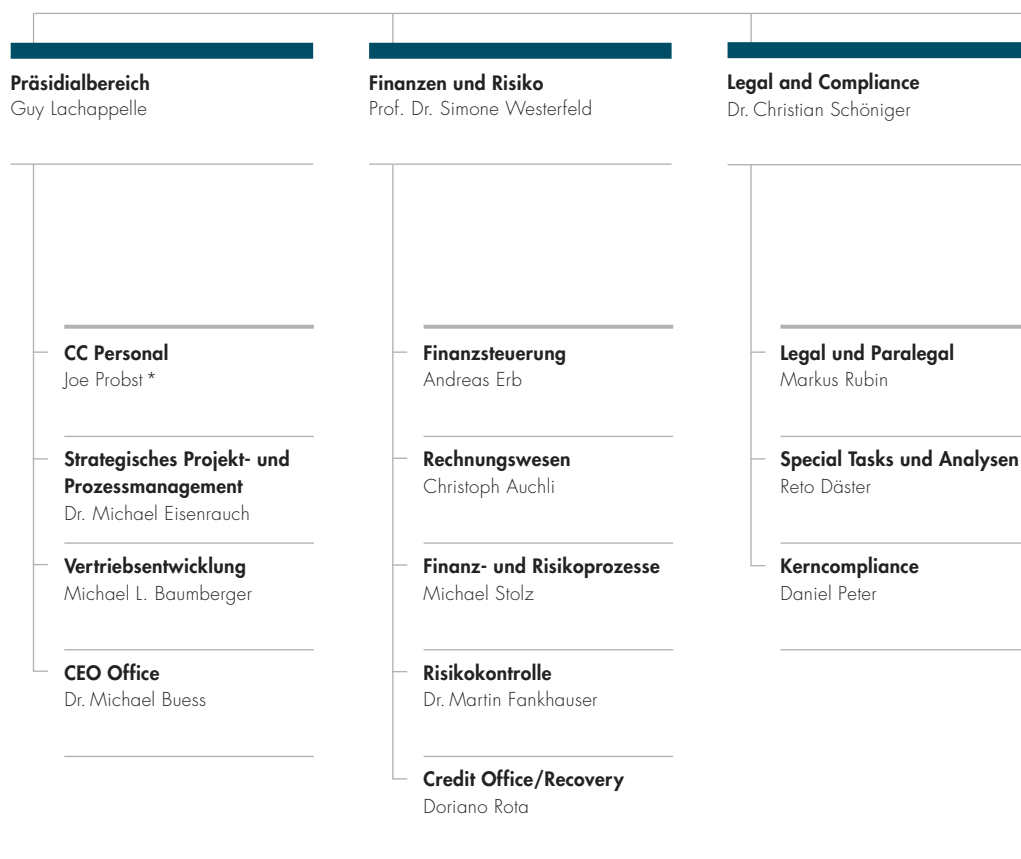 Präsidialbereich
Guy Lachappelle
CC Personal
Joe Probst *
Strategisches Projekt- und
Prozessmanagement
Dr. Michael Eisenrauch
Vertriebsentwicklung
Michael L. Baumberger
CEO Office
Dr. Michael Buess
Finanzen und Risiko
Prof. Dr. Simone Westerfeld
Finanzsteuerung
Andreas Erb
Rechnungswesen
Christoph Auchli
Finanz- und Risikoprozesse
Michael Stolz
Risikokontrolle
Dr. Martin Fankhauser
Credit Office/Recovery
Doriano Rota
Legal and Compliance
Dr. Christian Schöniger
Legal und Paralegal
Markus Rubin
Special Tasks und Analysen
Reto Däster
Kerncompliance
Daniel Peter